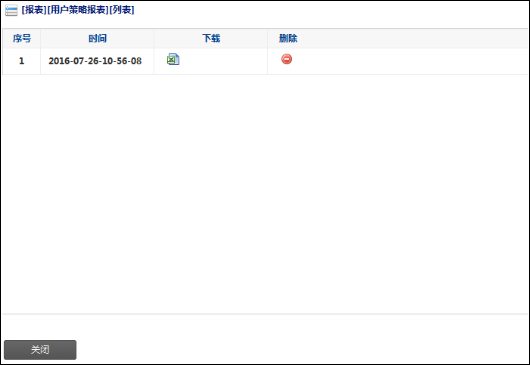 [报表][用户策略报表][列表]
序号 时间 下载 删除
1 2016-07-26-10-56-08
关闭